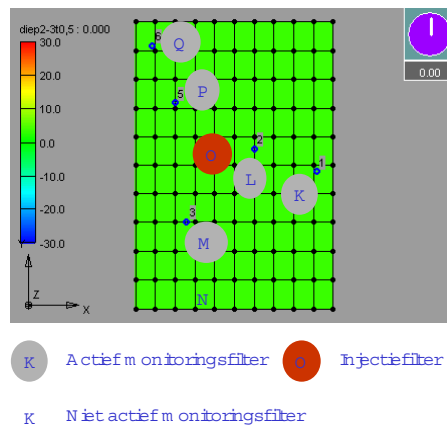 diep2-3t0,5 : 0.000
30.0
20.0
10.0
0.0
-10.0
-20.0
-30.0
Y
Z
X
6
Q
5
P
O
2
L
1
K
3
M
N
0.00
K Actief monitoringsfilter
O Injectiefilter
K Niet actief monitoringsfilter